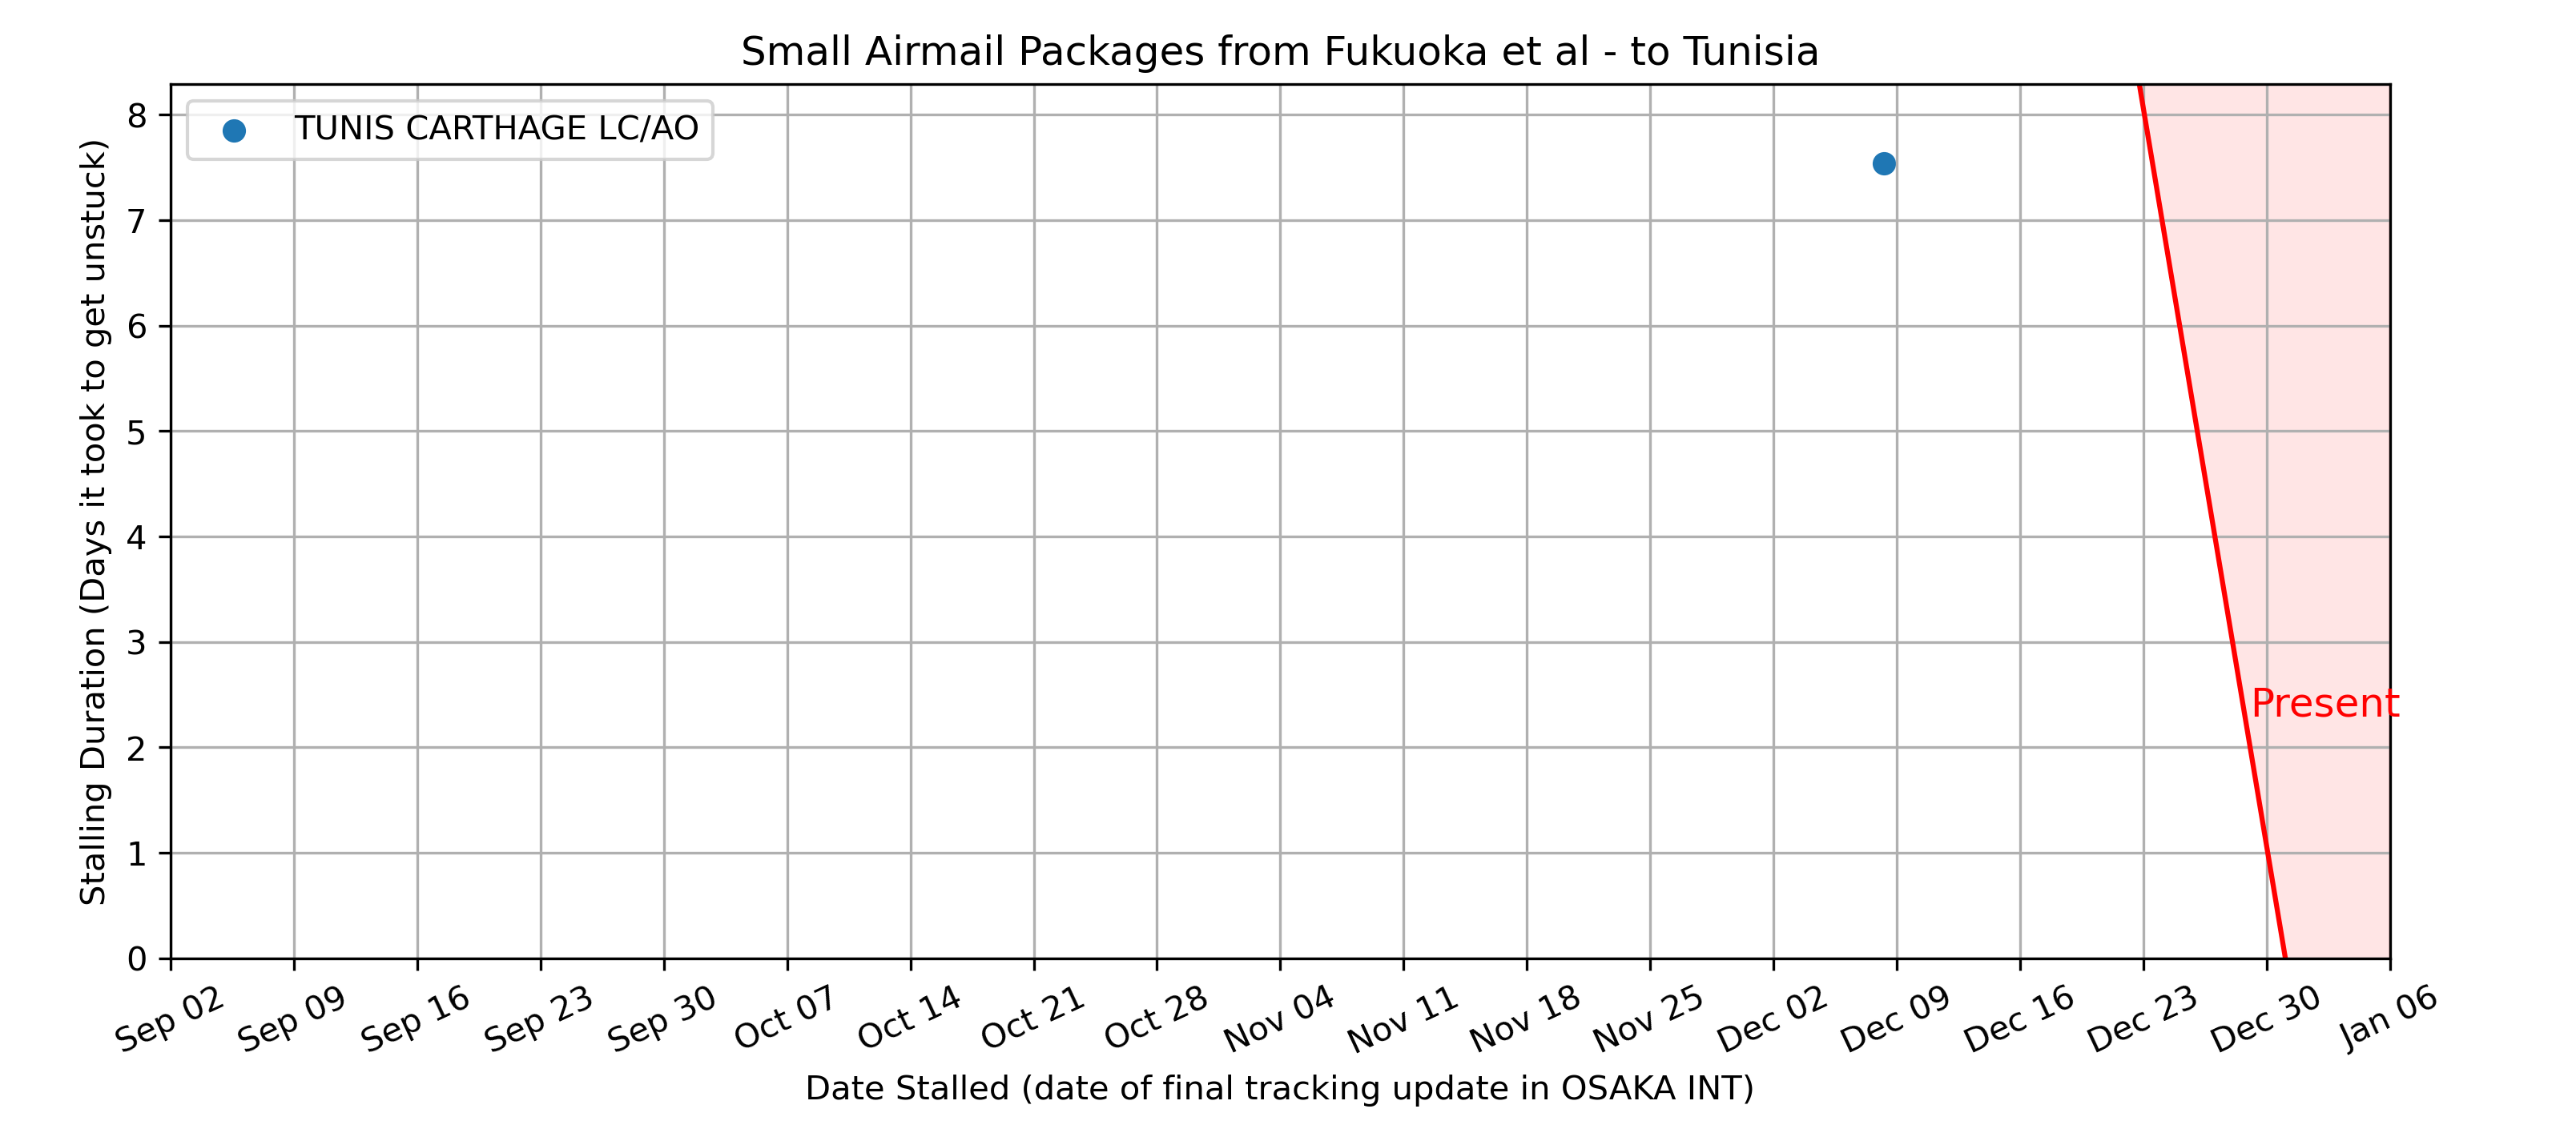 Small Airmail Packages from Fukuoka et al - to Tunisia
TUNIS CARTHAGE LC/AO
Stalling Duration (Days it took to get unstuck)
8
7
6
5
4
3
2
1
0
Present
Sep 02
Sep 09
Sep 16
Sep 23
Sep 30
Oct 07
Oct 14
Oct 21
Oct 28
Nov 04
Nov 11
Nov 18
Nov 25
Dec 02
Dec 09
Dec 16
Dec 23
Dec 30
Jan 06
Date Stalled (date of final tracking update in OSAKA INT)